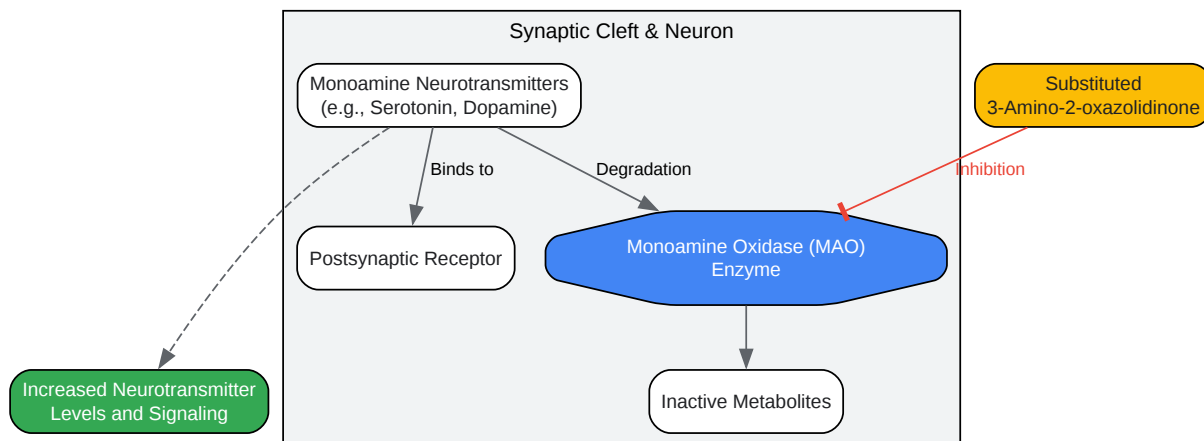 Synaptic Cleft & Neuron
Monoamine Neurotransmitters
(e.g., Serotonin, Dopamine)
Substituted
3-Amino-2-oxazolidinone
Binds to
Degradation
Inhibition
Postsynaptic Receptor
Monoamine Oxidase (MAO)
Enzyme
Increased Neurotransmitter
Levels and Signaling
Inactive Metabolites